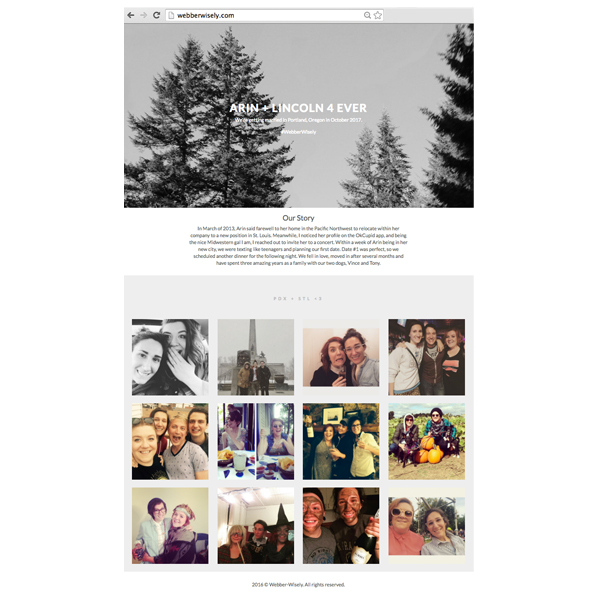 webberwisely.com
ARIN + LINCOLN 4 EVER
We're getting married in Portland, Oregon in October 2017.
#WebberWisely
Our Story
In March of 2013, Arin said farewell to her home in the Pacific Northwest to relocate within her
company to a new position in St. Louis. Meanwhile, I noticed her profile on the OkCupid app, and being
the nice Midwestern gal I am, I reached out to invite her to a concert. Within a week of Arin being in her
new city, we were texting like teenagers and planning our first date. Date #1 was perfect, so we
scheduled another dinner for the following night. We fell in love, moved in after several months and
have spent three amazing years as a family with our two dogs, Vince and Tony.
PDX + STL <3
2016 © Webber-Wisely. All rights reserved.